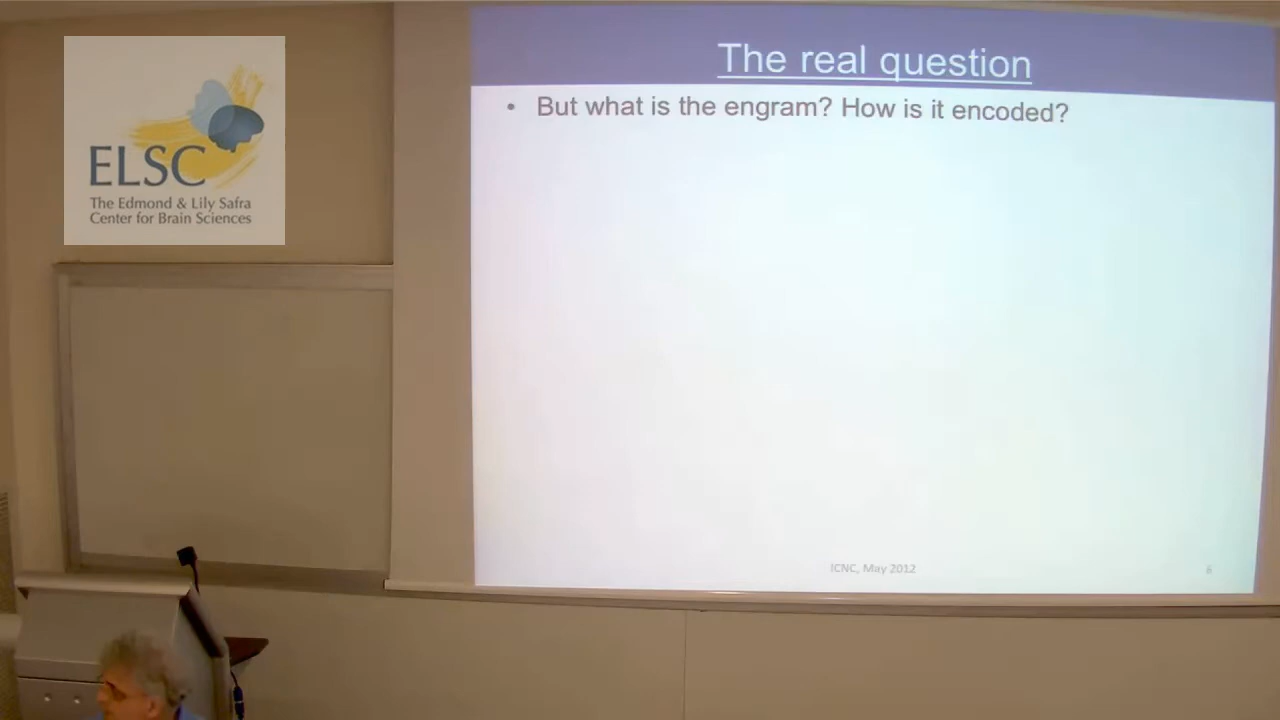 The real question
• But what is the engram? How is it encoded?
ELSC
The Edmond & Lily Safra
Center for Brain Sciences
ICNC, May 2012
6